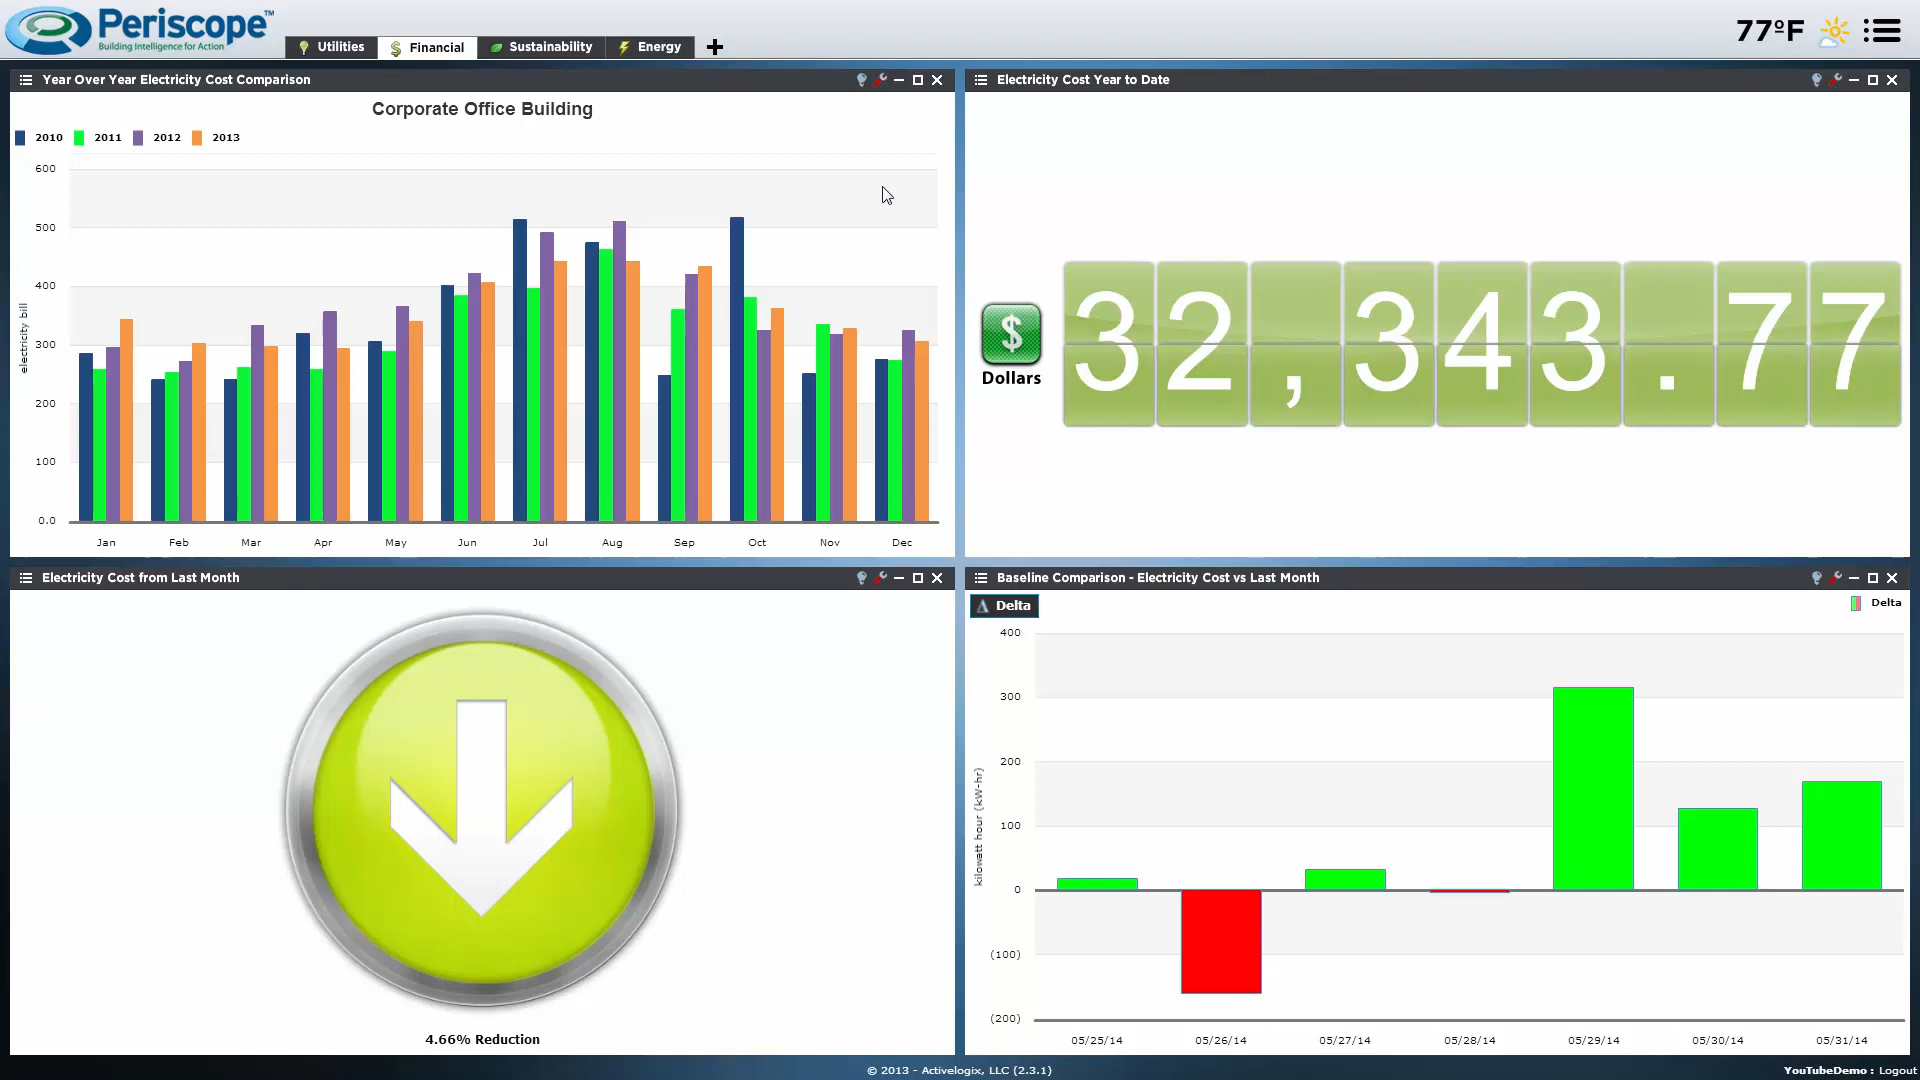 Periscope™
Building Intelligence for Action
Utilities
Financial
Sustainability
Energy
77ºF
Year Over Year Electricity Cost Comparison
Corporate Office Building
2010 2011 2012 2013
600
500
400
300
200
100
0.0
electricity bill
Jan Feb Mar Apr May Jun Jul Aug Sep Oct Nov Dec
Electricity Cost Year to Date
$
Dollars
32,343.77
Electricity Cost from Last Month
4.66% Reduction
Baseline Comparison - Electricity Cost vs Last Month
Delta
Delta
400
300
200
100
0
(100)
(200)
kilowatt hour (kW-hr)
05/25/14 05/26/14 05/27/14 05/28/14 05/29/14 05/30/14 05/31/14
© 2013 - Activelogix, LLC (2.3.1)
YouTubeDemo : Logout